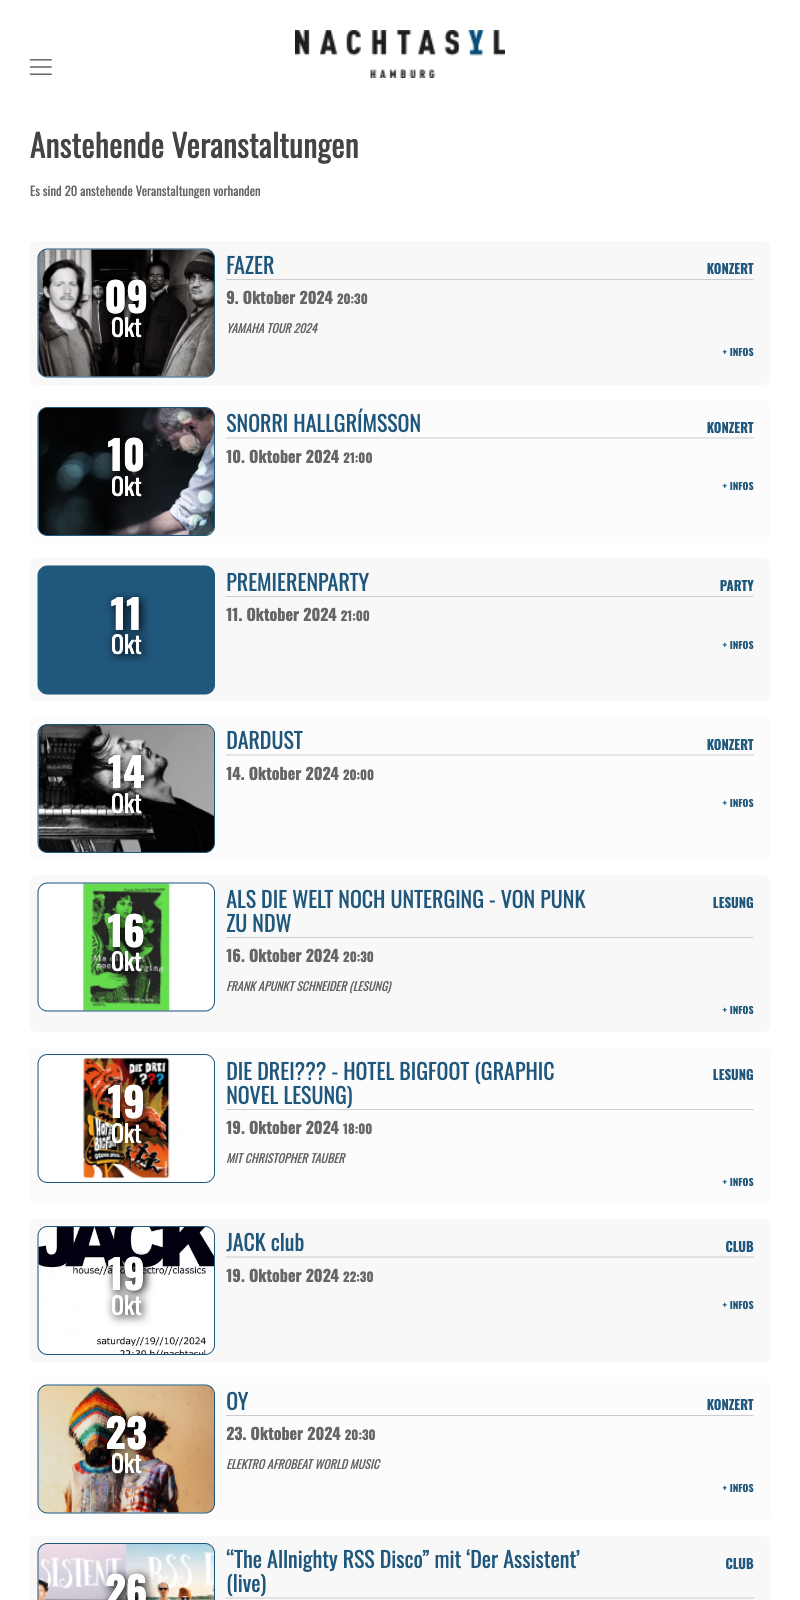 NACHTASYL
HAMBURG
Anstehende Veranstaltungen
Es sind 20 anstehende Veranstaltungen vorhanden
09
Okt
FAZER
KONZERT
9. Oktober 2024 20:30
YAMAHA TOUR 2024
+ INFOS
10
Okt
SNORRI HALLGRÍMSSON
KONZERT
10. Oktober 2024 21:00
+ INFOS
11
Okt
PREMIERENPARTY
PARTY
11. Oktober 2024 21:00
+ INFOS
14
Okt
DARDUST
KONZERT
14. Oktober 2024 20:00
+ INFOS
16
Okt
ALS DIE WELT NOCH UNTERGING - VON PUNK
ZU NDW
LESUNG
16. Oktober 2024 20:30
FRANK APUNKT SCHNEIDER (LESUNG)
+ INFOS
DIE DREI
???
19
Okt
DIE DREI??? - HOTEL BIGFOOT (GRAPHIC
NOVEL LESUNG)
LESUNG
19. Oktober 2024 18:00
MIT CHRISTOPHER TAUBER
+ INFOS
JACK
house//a ectro//classics
19
Okt
saturday//19//10//2024
22:30 h//nachtasyl
JACK club
CLUB
19. Oktober 2024 22:30
+ INFOS
23
Okt
OY
KONZERT
23. Oktober 2024 20:30
ELEKTRO AFROBEAT WORLD MUSIC
+ INFOS
SISTENT RSS
26
“The Allnighty RSS Disco” mit ‘Der Assistent’
(live)
CLUB